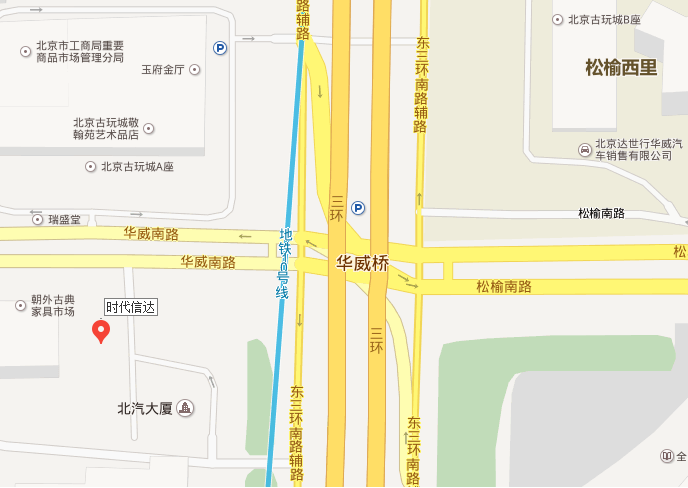 路辅路
北京古玩城B座
北京市工商局重要
商品市场管理分局
东三环南路辅路
松榆西里
玉府金厅
北京古玩城敬
翰苑艺术品店
北京达世行华威汽
车销售有限公司
北京古玩城A座
三环
松榆南路
瑞盛堂
华威南路
地铁10号线
松
华威南路
华威桥
松榆南路
朝外古典
家具市场
时代信达
三环
东三环南路辅路
北汽大厦
东三环南路辅路
全